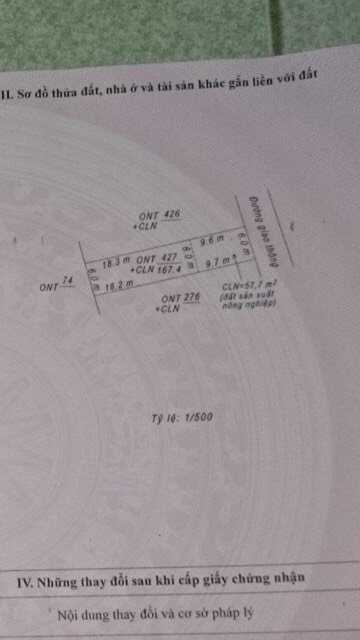 II. Sơ đồ thửa đất, nhà ở và tài sản khác gắn liền với đất
ONT 426
+CLN
Đường giao thông
9.6 m
6.0 m
18.3 m
ONT 427
+CLN 167.4
6.0 m
9.7 m
ONT 74
6.0 m
18.2 m
ONT 276
+CLN
CLN=57,7 m²
(đất sản xuất
nông nghiệp)
Tỷ lệ: 1/500
IV. Những thay đổi sau khi cấp giấy chứng nhận
Nội dung thay đổi và cơ sở pháp lý